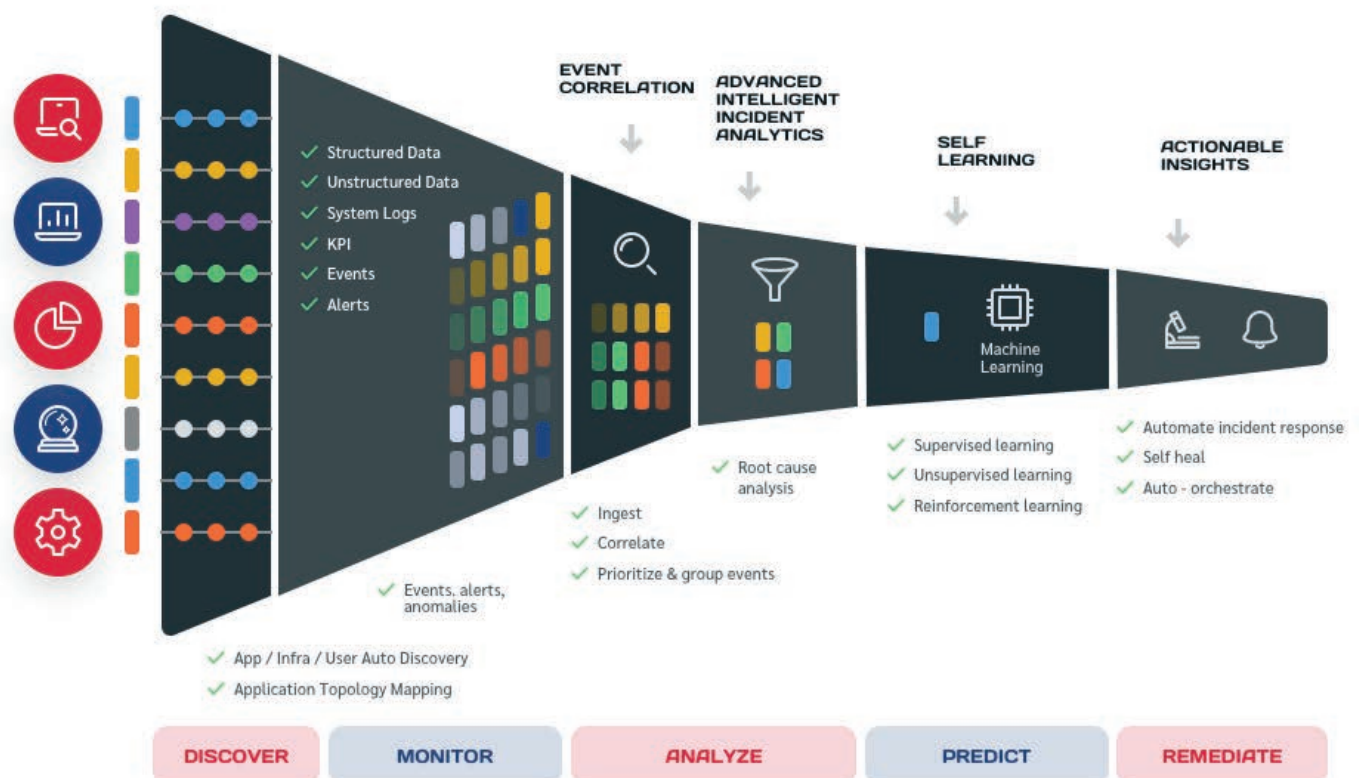 EVENT
CORRELATION
ADVANCED
INTELLIGENT
INCIDENT
ANALYTICS
SELF
LEARNING
ACTIONABLE
INSIGHTS
Structured Data
Unstructured Data
System Logs
KPI
Events
Alerts
Machine
Learning
Root cause
analysis
Supervised learning
Unsupervised learning
Reinforcement learning
Automate incident response
Self heal
Auto - orchestrate
Ingest
Correlate
Prioritize & group events
Events. alerts,
anomalies
App / Infra / User Auto Discovery
Application Topology Mapping
DISCOVER
MONITOR
ANALYZE
PREDICT
REMEDIATE